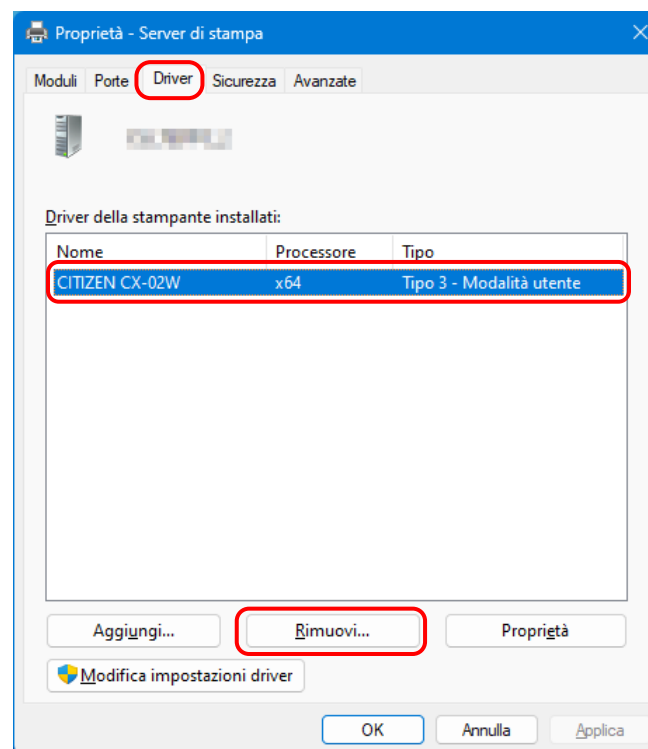 Proprietà - Server di stampa
Moduli Porte Driver Sicurezza Avanzate
Driver della stampante installati:
Nome Processore Tipo
CITIZEN CX-02W x64 Tipo 3 - Modalità utente
Aggiungi... Rimuovi... Proprietà
Modifica impostazioni driver
OK Annulla Applica